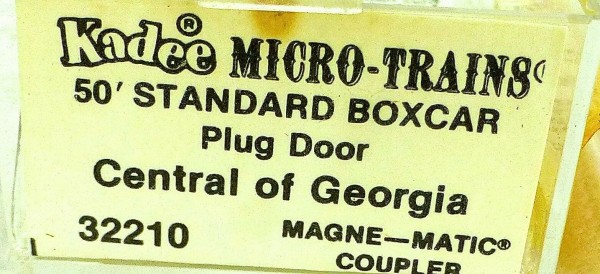 Kadee® MICRO-TRAINS®
50' STANDARD BOXCAR
Plug Door
Central of Georgia
32210 MAGNE—MATIC®
COUPLER